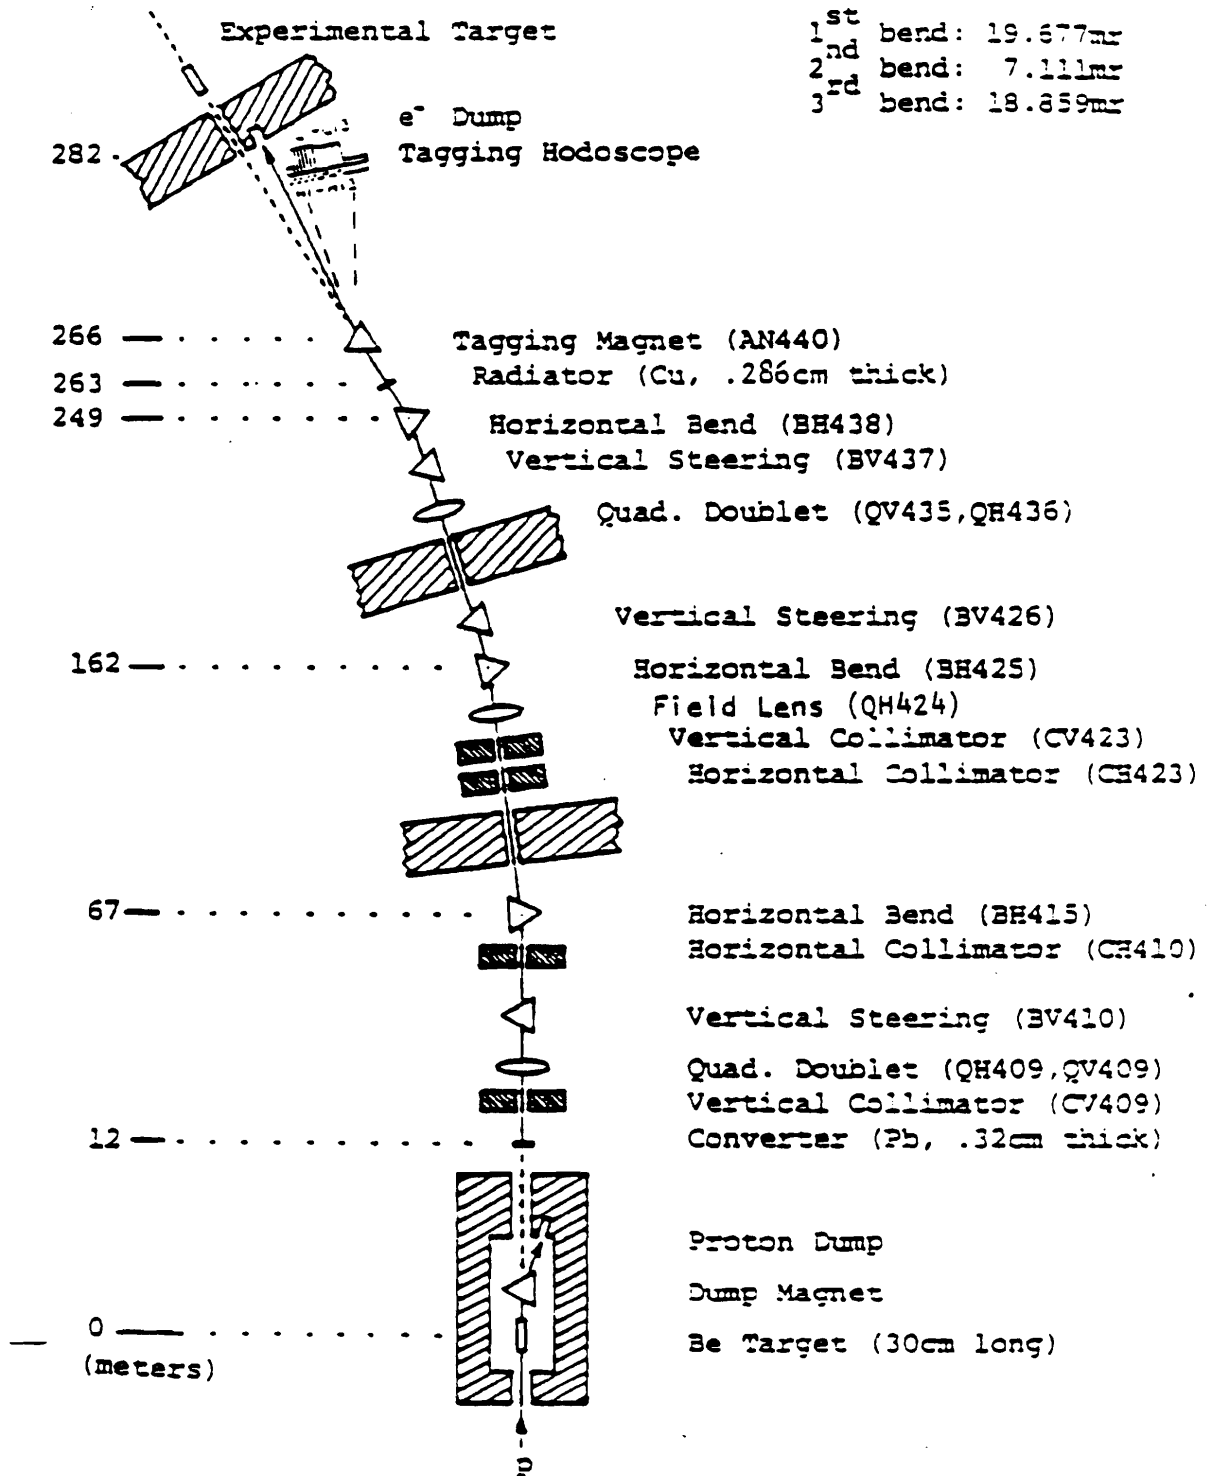 Experimental Target
1st bend: 19.677mr
2nd bend: 7.111mr
3rd bend: 18.859mr
e- Dump
282
Tagging Hodoscope
266 Tagging Magnet (AN440)
263 Radiator (Cu, .286cm thick)
249 Horizontal Bend (BH438)
Vertical Steering (BV437)
Quad. Doublet (QV435,QH436)
Vertical Steering (BV426)
162 Horizontal Bend (BH425)
Field Lens (QH424)
Vertical Collimator (CV423)
Horizontal Collimator (CH423)
67 Horizontal Bend (BH415)
Horizontal Collimator (CH410)
Vertical Steering (BV410)
Quad. Doublet (QH409,QV409)
Vertical Collimator (CV409)
12 Converter (Pb, .32cm thick)
Proton Dump
Dump Magnet
0 Be Target (30cm long)
(meters)
p